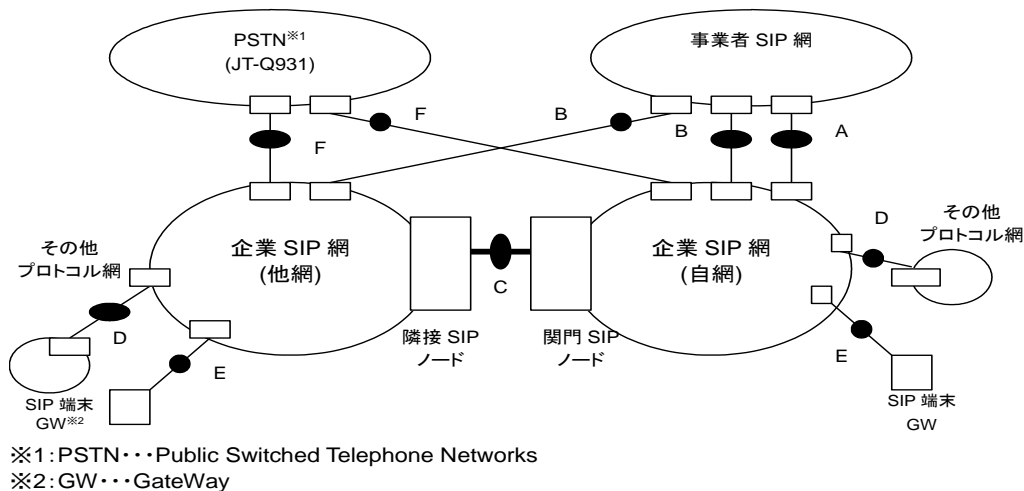 PSTN※1
(JT-Q931)
事業者 SIP 網
F
B
F
B
A
企業 SIP 網
(他網)
企業 SIP 網
(自網)
その他
プロトコル網
D
その他
プロトコル網
C
D
E
隣接 SIP
ノード
関門 SIP
ノード
E
SIP 端末
GW※2
SIP 端末
GW
※1:PSTN・・・Public Switched Telephone Networks
※2:GW・・・GateWay